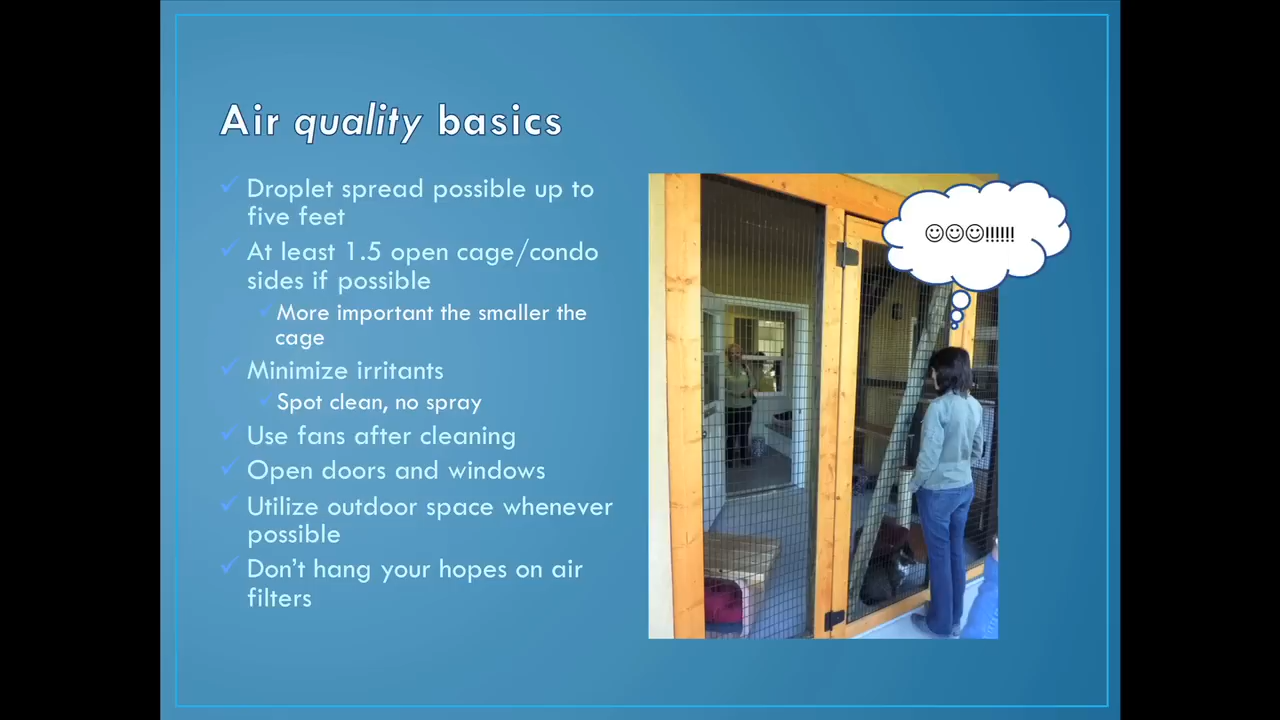 Air quality basics
Droplet spread possible up to
five feet
At least 1.5 open cage/condo
sides if possible
More important the smaller the
cage
Minimize irritants
Spot clean, no spray
Use fans after cleaning
Open doors and windows
Utilize outdoor space whenever
possible
Don’t hang your hopes on air
filters
☺☺☺!!!!!!